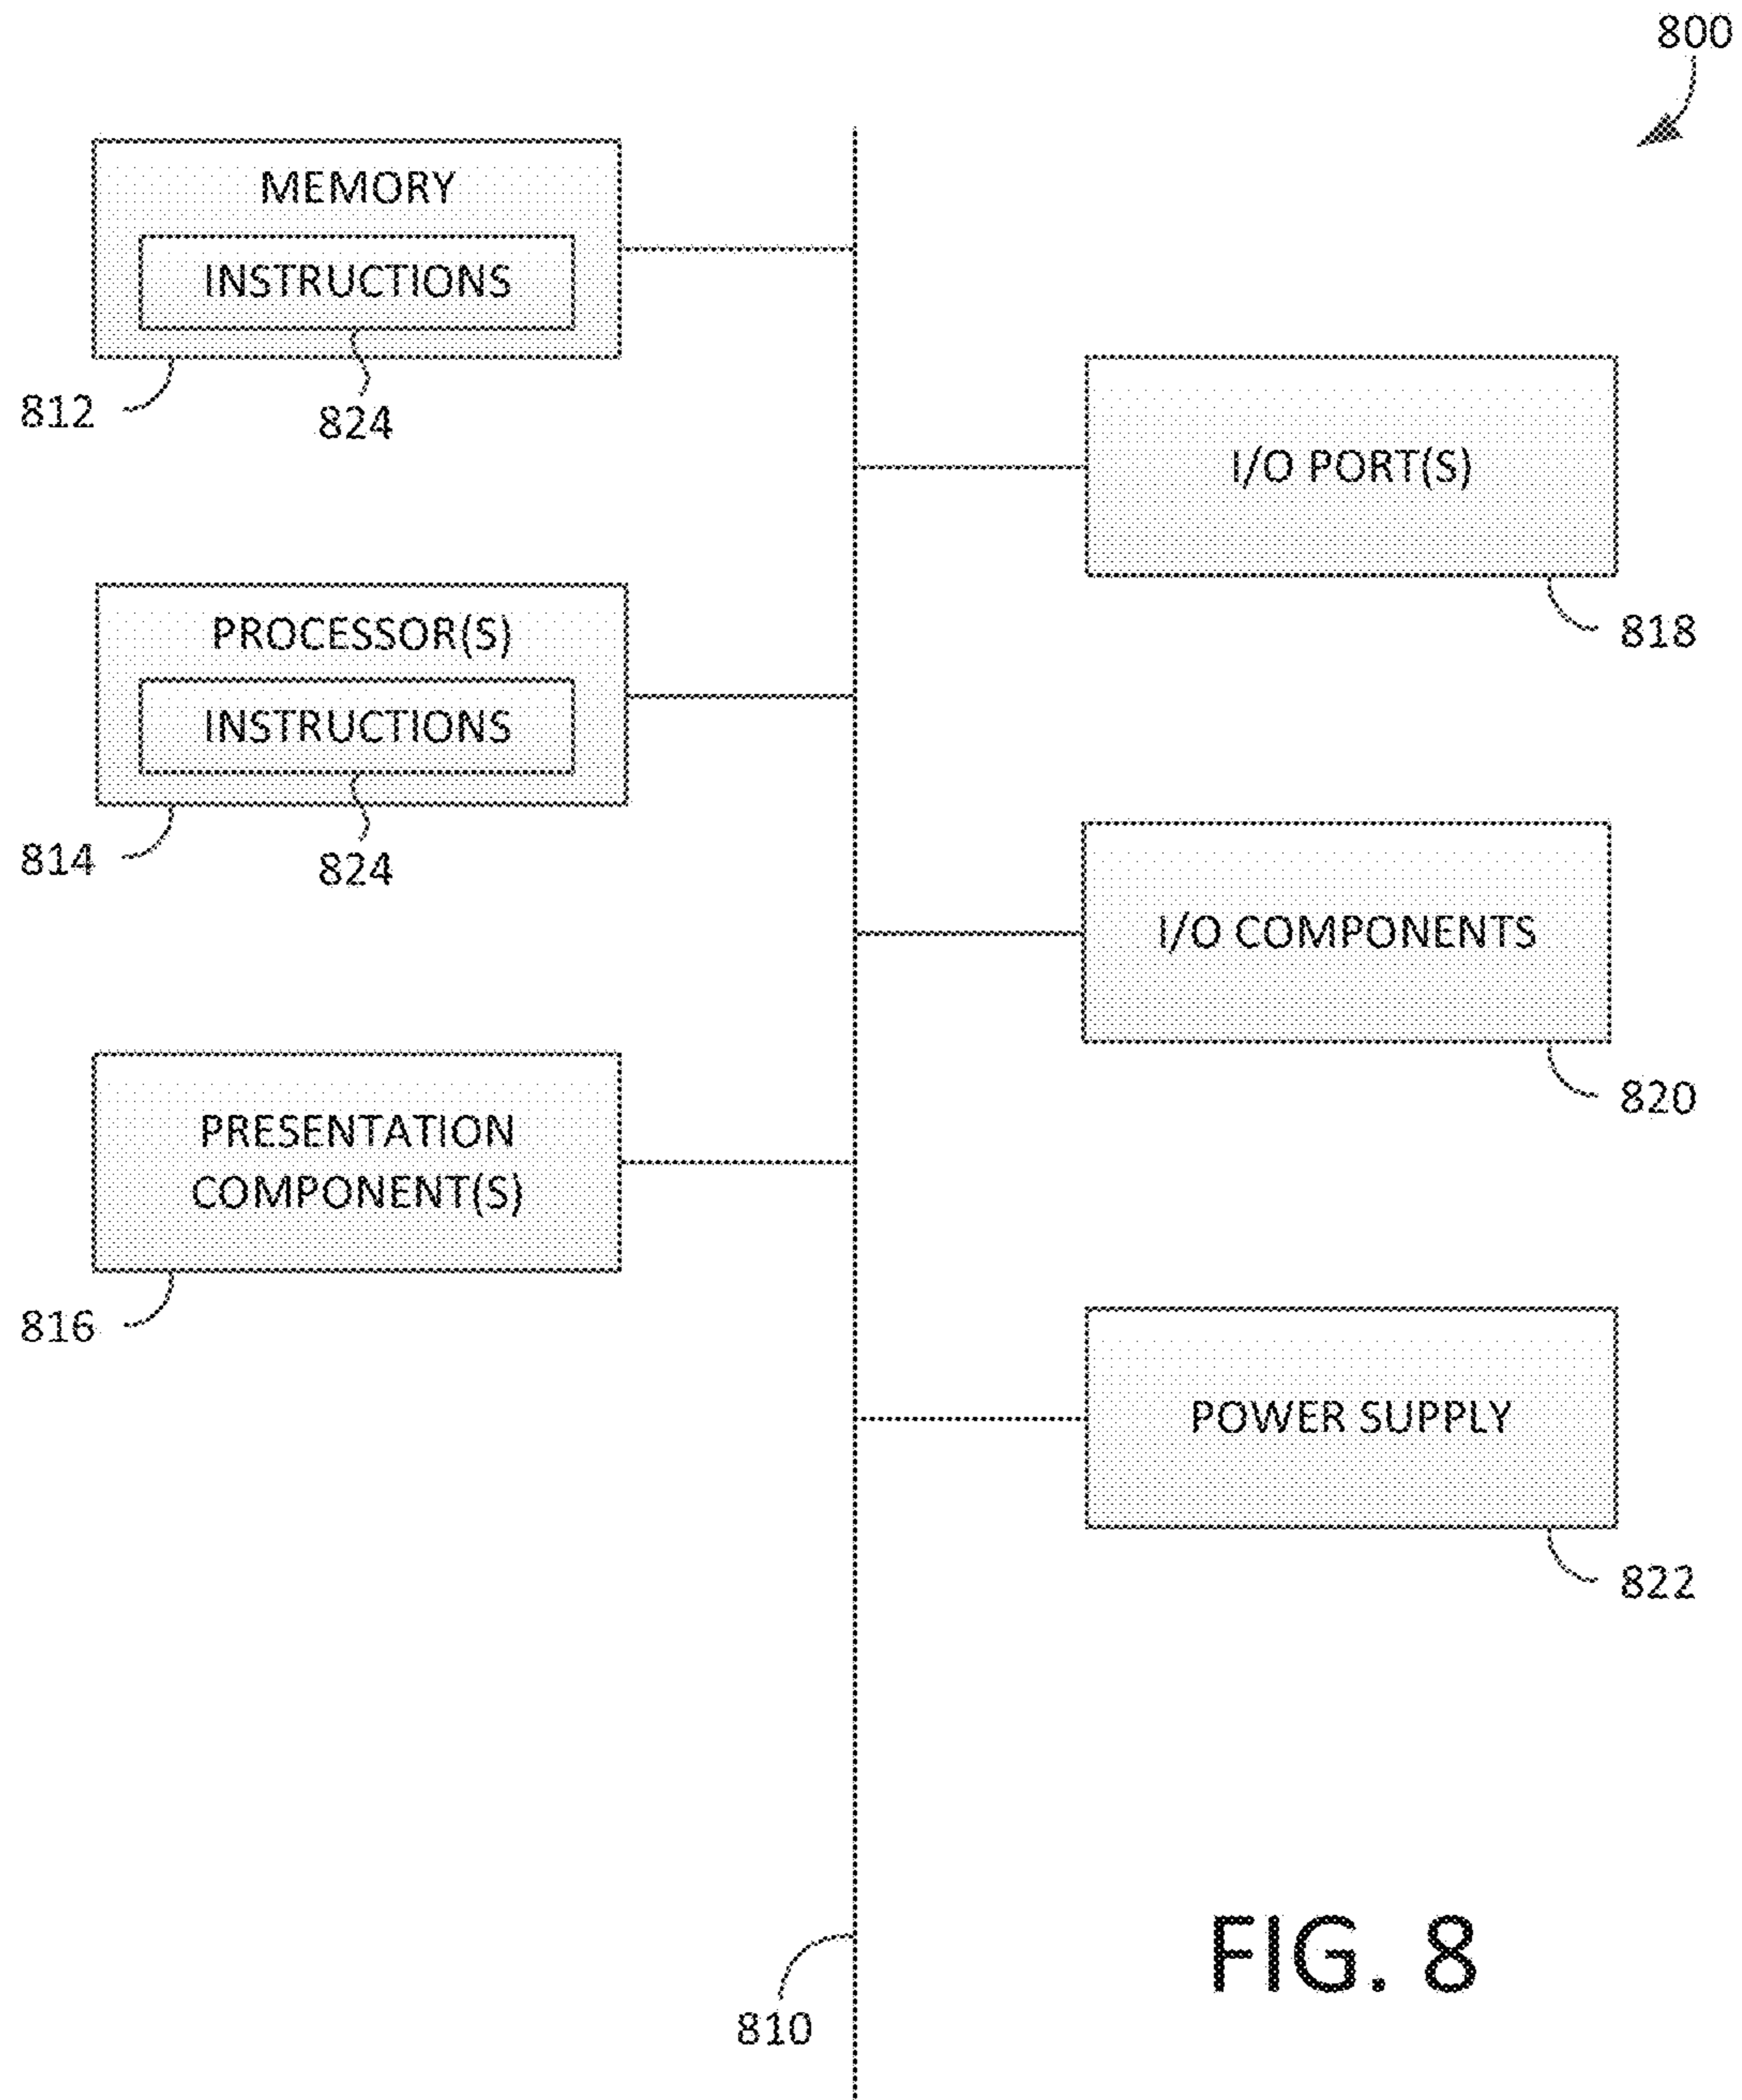 800
MEMORY
INSTRUCTIONS
812
824
I/O PORT(S)
818
PROCESSOR(S)
INSTRUCTIONS
814
824
I/O COMPONENTS
820
PRESENTATION
COMPONENT(S)
816
POWER SUPPLY
822
810
FIG. 8